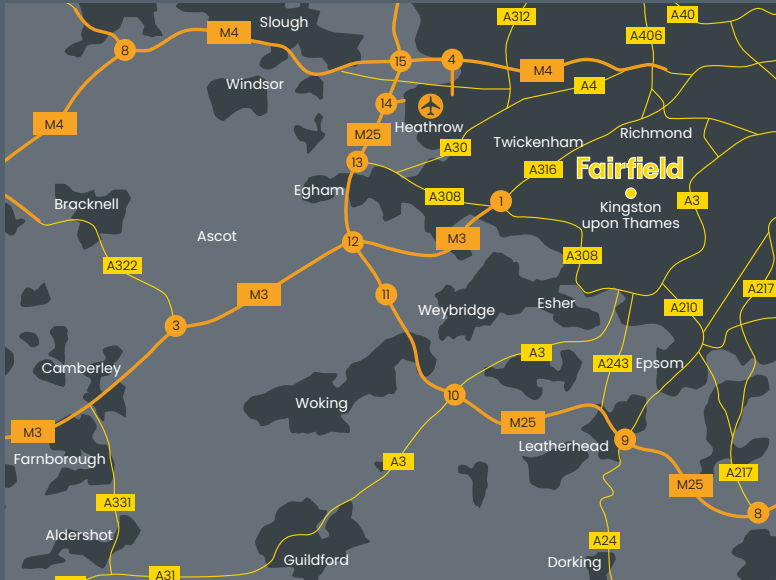 A312
A40
Slough
M4
A406
8
15
4
M4
Windsor
A4
14
M4
Heathrow
M25
Richmond
Twickenham
A30
13
A316
Fairfield
Egham
A308
1
A3
Bracknell
Kingston
upon Thames
Ascot
12
M3
A308
A322
M3
11
A217
Weybridge
Esher
A210
3
A3
Camberley
A243
Epsom
10
Woking
M25
M3
9
Leatherhead
Farnborough
A3
A217
M25
A331
8
Aldershot
A24
Guildford
Dorking
A31